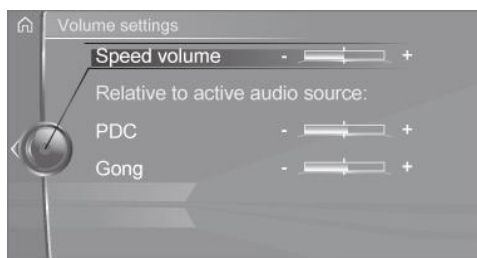 Volume settings
Speed volume - +
Relative to active audio source:
PDC - +
Gong - +